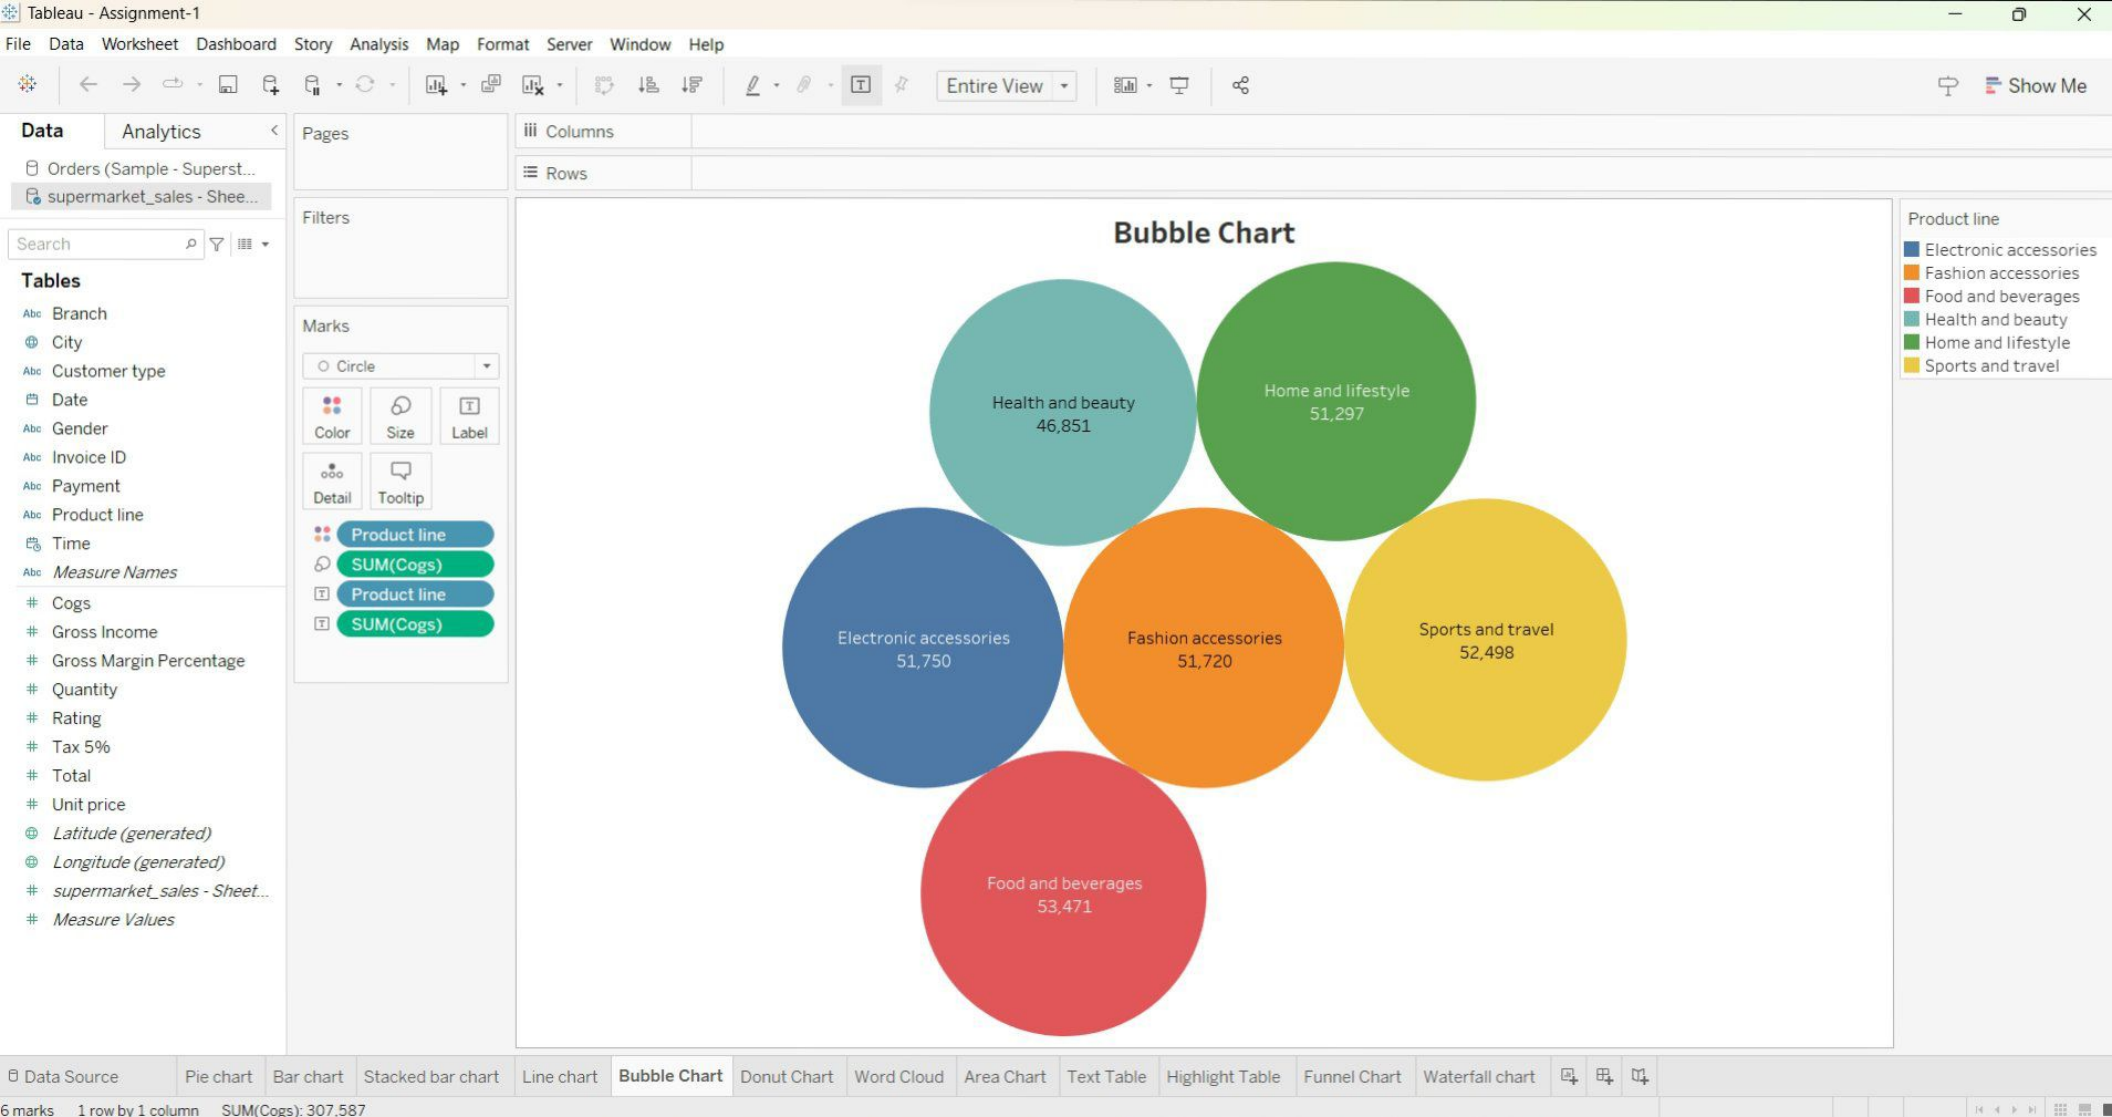 Tableau - Assignment-1
File Data Worksheet Dashboard Story Analysis Map Format Server Window Help
Entire View
Show Me
Data Analytics
Orders (Sample - Superst...
supermarket_sales - Shee...
Search
Tables
Abc Branch
City
Abc Customer type
Date
Abc Gender
Abc Invoice ID
Abc Payment
Abc Product line
Time
Abc Measure Names
# Cogs
# Gross Income
# Gross Margin Percentage
# Quantity
# Rating
# Tax 5%
# Total
# Unit price
Latitude (generated)
Longitude (generated)
# supermarket_sales - Sheet...
# Measure Values
Pages
Filters
Marks
Circle
Color Size Label
Detail Tooltip
Product line
SUM(Cogs)
Product line
SUM(Cogs)
Columns
Rows
Bubble Chart
Health and beauty
46,851
Home and lifestyle
51,297
Electronic accessories
51,750
Fashion accessories
51,720
Sports and travel
52,498
Food and beverages
53,471
Product line
Electronic accessories
Fashion accessories
Food and beverages
Health and beauty
Home and lifestyle
Sports and travel
Data Source Pie chart Bar chart Stacked bar chart Line chart Bubble Chart Donut Chart Word Cloud Area Chart Text Table Highlight Table Funnel Chart Waterfall chart
6 marks 1 row by 1 column SUM(Cogs): 307,587